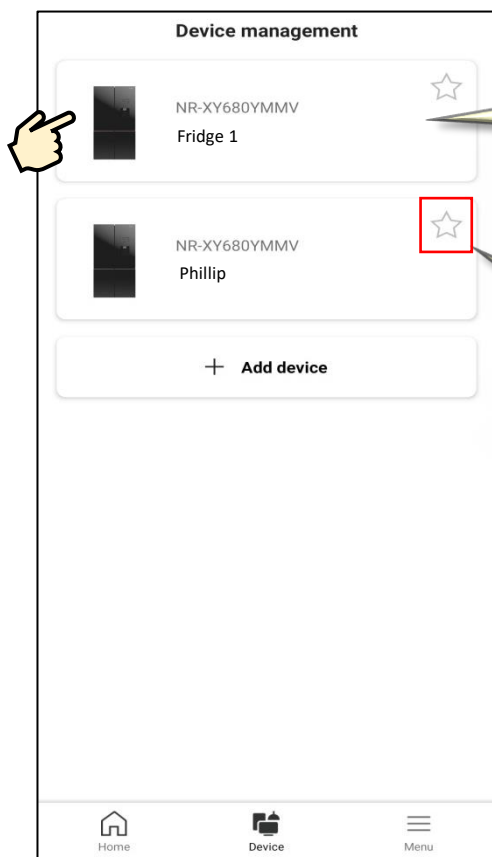 Device management
NR-XY680YMMV
Fridge 1
NR-XY680YMMV
Phillip
+ Add device
Home
Device
Menu